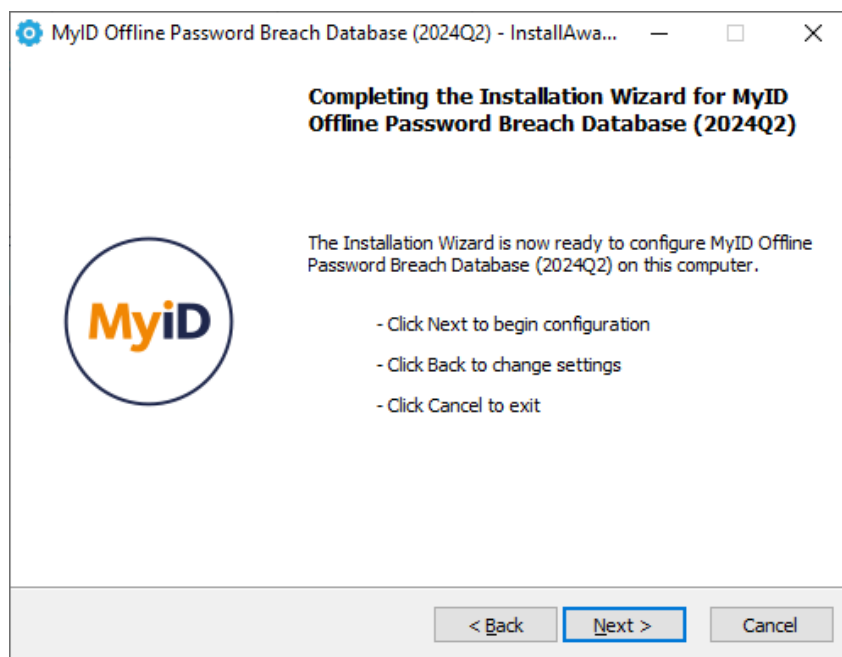 MyID Offline Password Breach Database (2024Q2) - InstallAwa...
Completing the Installation Wizard for MyID
Offline Password Breach Database (2024Q2)
The Installation Wizard is now ready to configure MyID Offline
Password Breach Database (2024Q2) on this computer.
MyiD
- Click Next to begin configuration
- Click Back to change settings
- Click Cancel to exit
< Back
Next >
Cancel